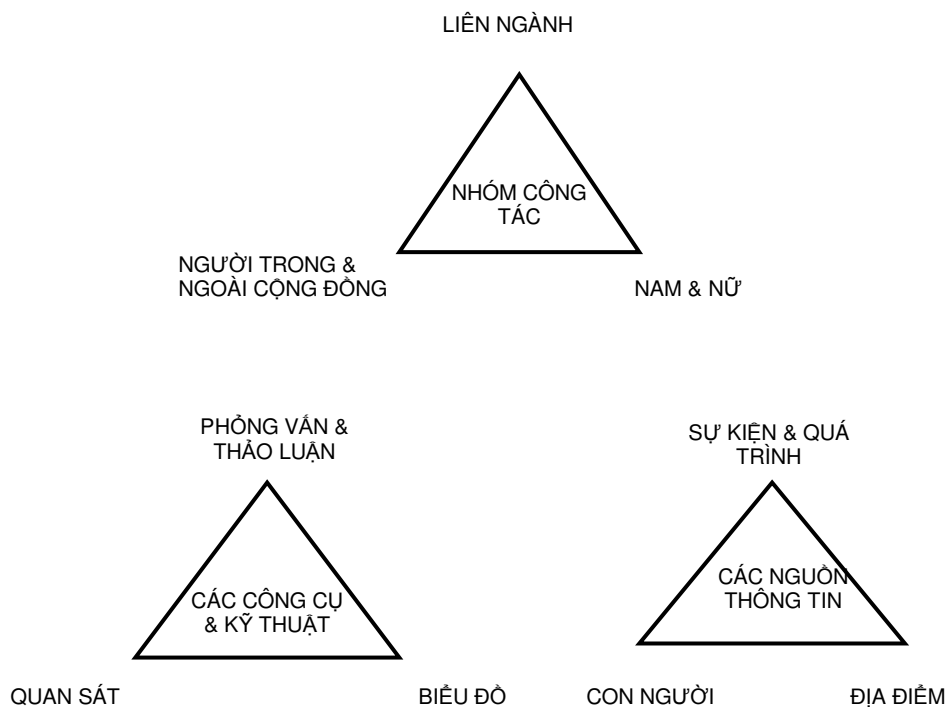 LIÊN NGÀNH
NHÓM CÔNG
TÁC
NGƯỜI TRONG &
NGOÀI CỘNG ĐỒNG
NAM & NỮ
PHỎNG VẤN &
THẢO LUẬN
CÁC CÔNG CỤ
& KỸ THUẬT
QUAN SÁT
BIỂU ĐỒ
SỰ KIỆN & QUÁ
TRÌNH
CÁC NGUỒN
THÔNG TIN
CON NGƯỜI
ĐỊA ĐIỂM